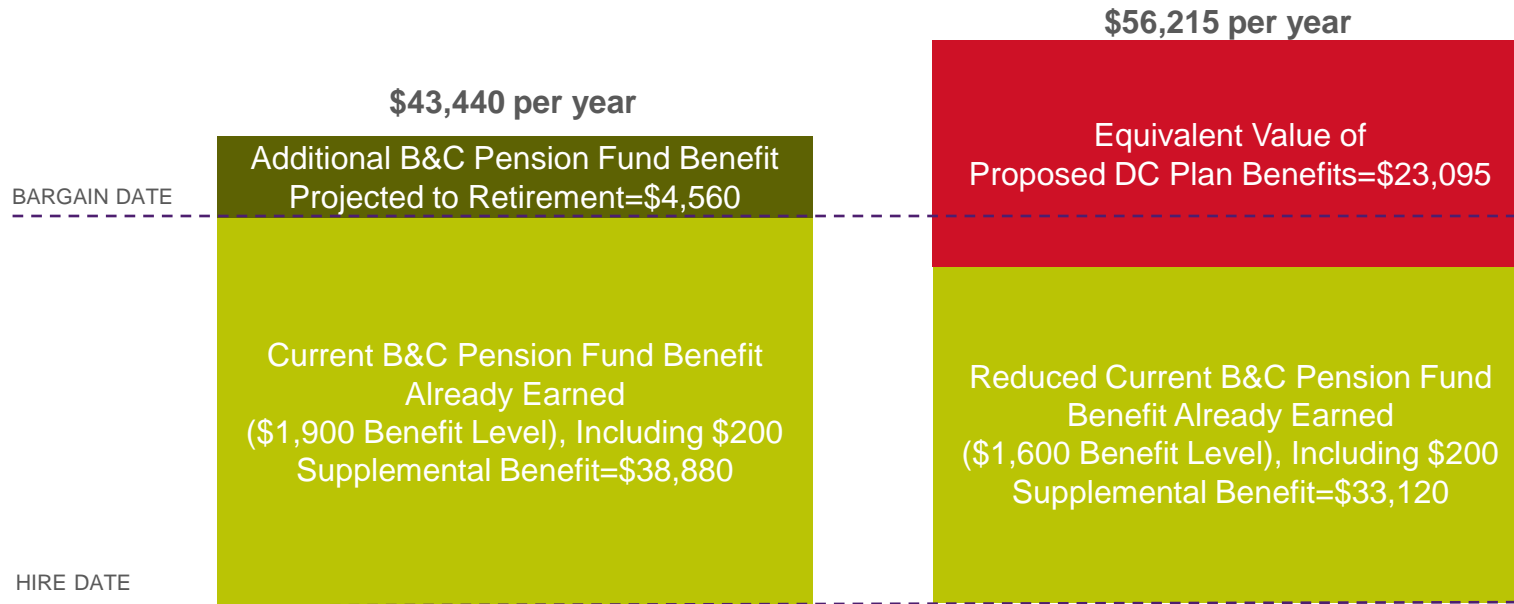 $56,215 per year
$43,440 per year
Additional B&C Pension Fund Benefit
Projected to Retirement=$4,560
Equivalent Value of
Proposed DC Plan Benefits=$23,095
BARGAIN DATE
Current B&C Pension Fund Benefit
Already Earned
($1,900 Benefit Level), Including $200
Supplemental Benefit=$38,880
Reduced Current B&C Pension Fund
Benefit Already Earned
($1,600 Benefit Level), Including $200
Supplemental Benefit=$33,120
HIRE DATE